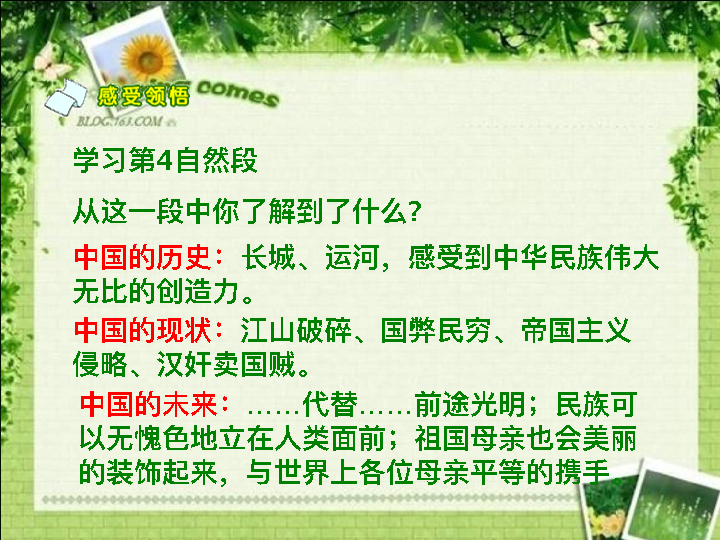 感受领悟
comes
BLOG.163.COM
学习第4自然段
从这一段中你了解到了什么?
中国的历史：长城、运河，感受到中华民族伟大
无比的创造力。
中国的现状：江山破碎、国弊民穷、帝国主义
侵略、汉奸卖国贼。
中国的未来：……代替……前途光明；民族可
以无愧色地立在人类面前；祖国母亲也会美丽
的装饰起来，与世界上各位母亲平等的携手。